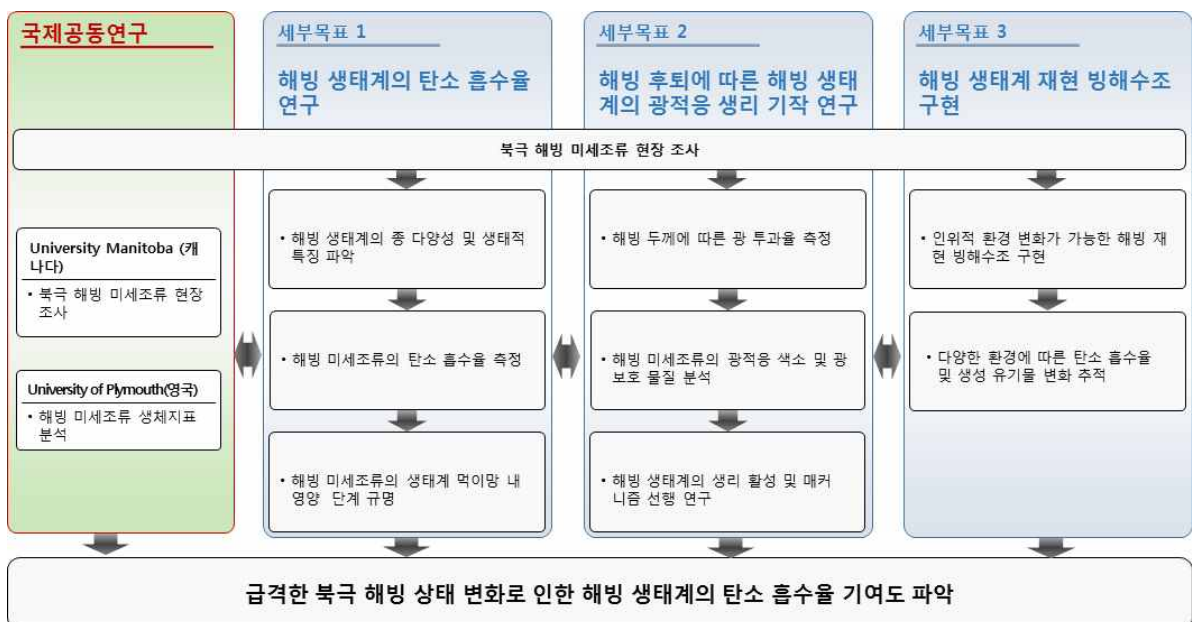 국제공동연구
세부목표 1
해빙 생태계의 탄소 흡수율
연구
세부목표 2
해빙 후퇴에 따른 해빙 생태
계의 광적응 생리 기작 연구
세부목표 3
해빙 생태계 재현 빙해수조
구현
북극 해빙 미세조류 현장 조사
University Manitoba (캐
나다)
• 북극 해빙 미세조류 현장
조사
University of Plymouth(영국)
• 해빙 미세조류 생체지표
분석
• 해빙 생태계의 종 다양성 및 생태적
특징 파악
• 해빙 미세조류의 탄소 흡수율 측정
• 해빙 미세조류의 생태계 먹이망 내
영양 단계 규명
• 해빙 두께에 따른 광 투과율 측정
• 해빙 미세조류의 광적응 색소 및 광
보호 물질 분석
• 해빙 생태계의 생리 활성 및 매커
니즘 선행 연구
• 인위적 환경 변화가 가능한 해빙 재
현 빙해수조 구현
• 다양한 환경에 따른 탄소 흡수율
및 생성 유기물 변화 추적
급격한 북극 해빙 상태 변화로 인한 해빙 생태계의 탄소 흡수율 기여도 파악